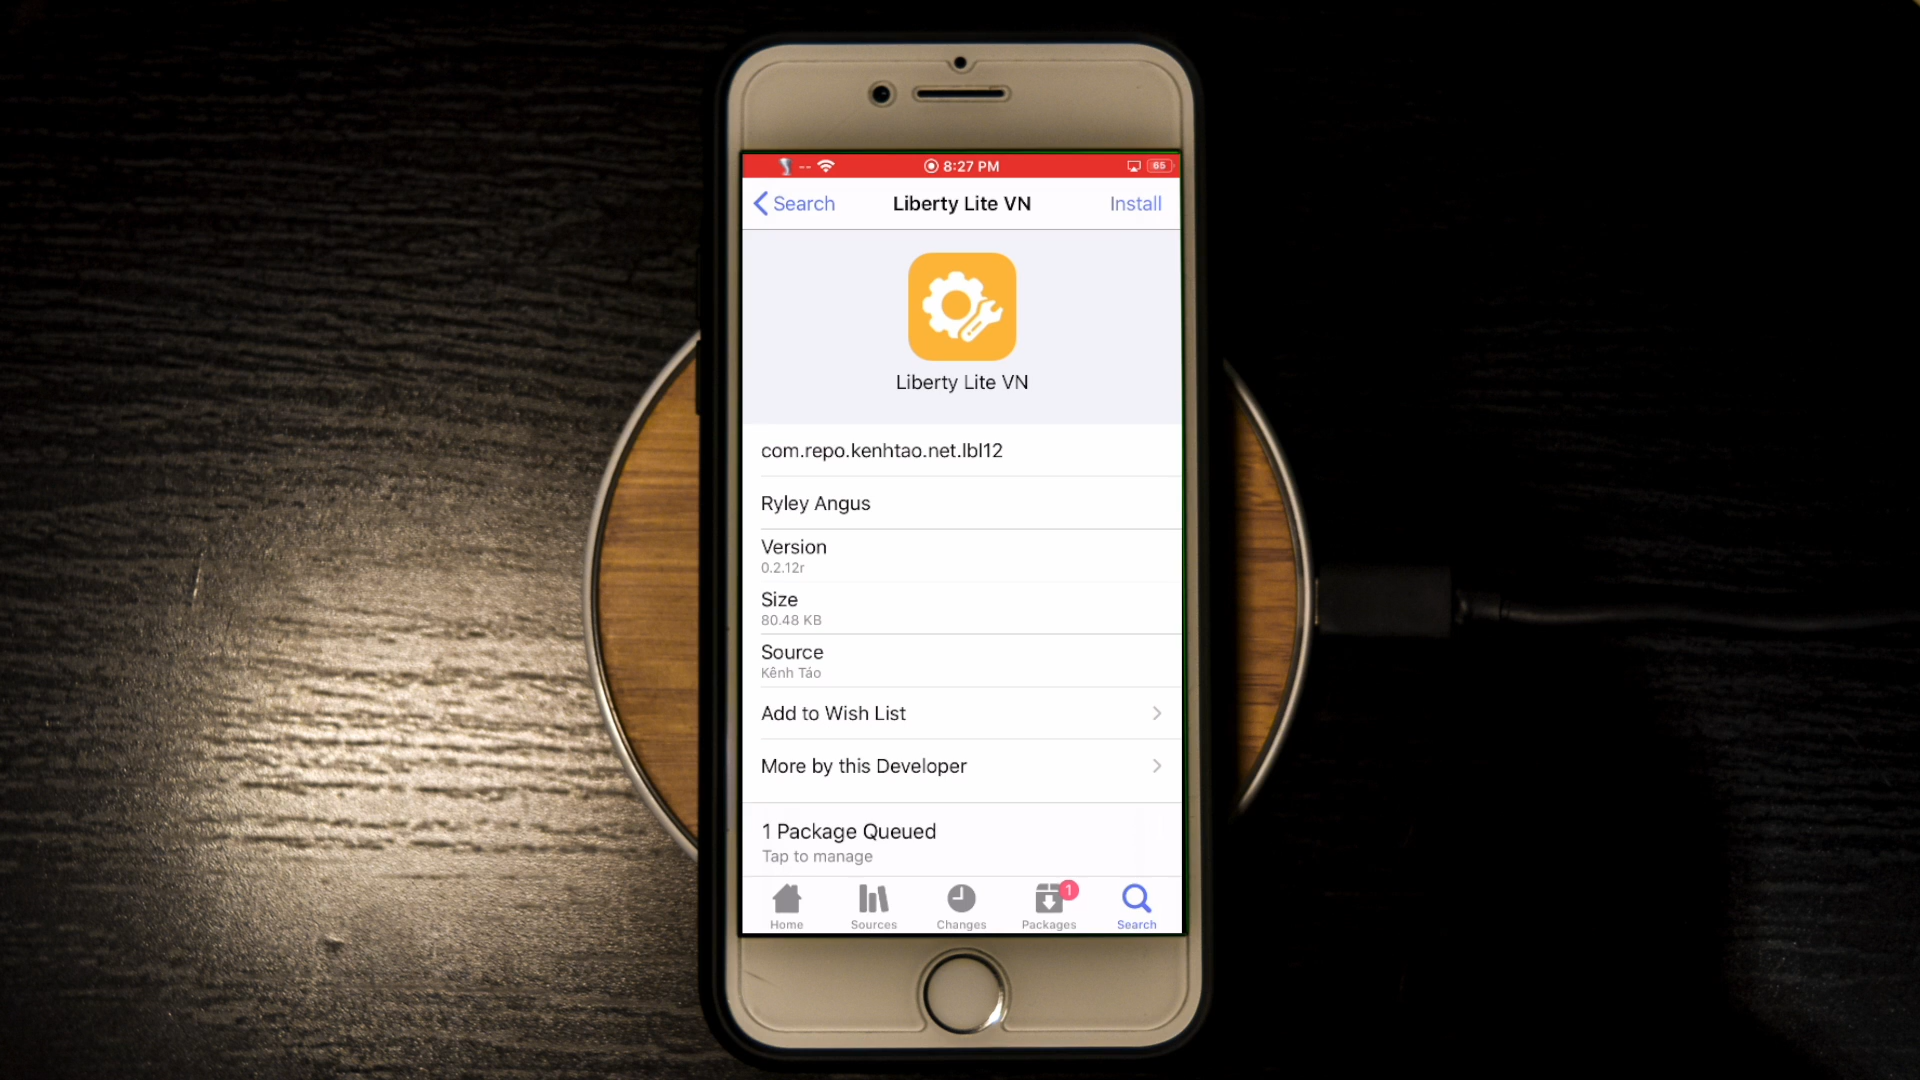 -- 8:27 PM 65
Search Liberty Lite VN Install
Liberty Lite VN
com.repo.kenhtao.net.lbl12
Ryley Angus
Version
0.2.12r
Size
80.48 KB
Source
Kênh Táo
Add to Wish List
More by this Developer
1 Package Queued
Tap to manage
1
Home Sources Changes Packages Search